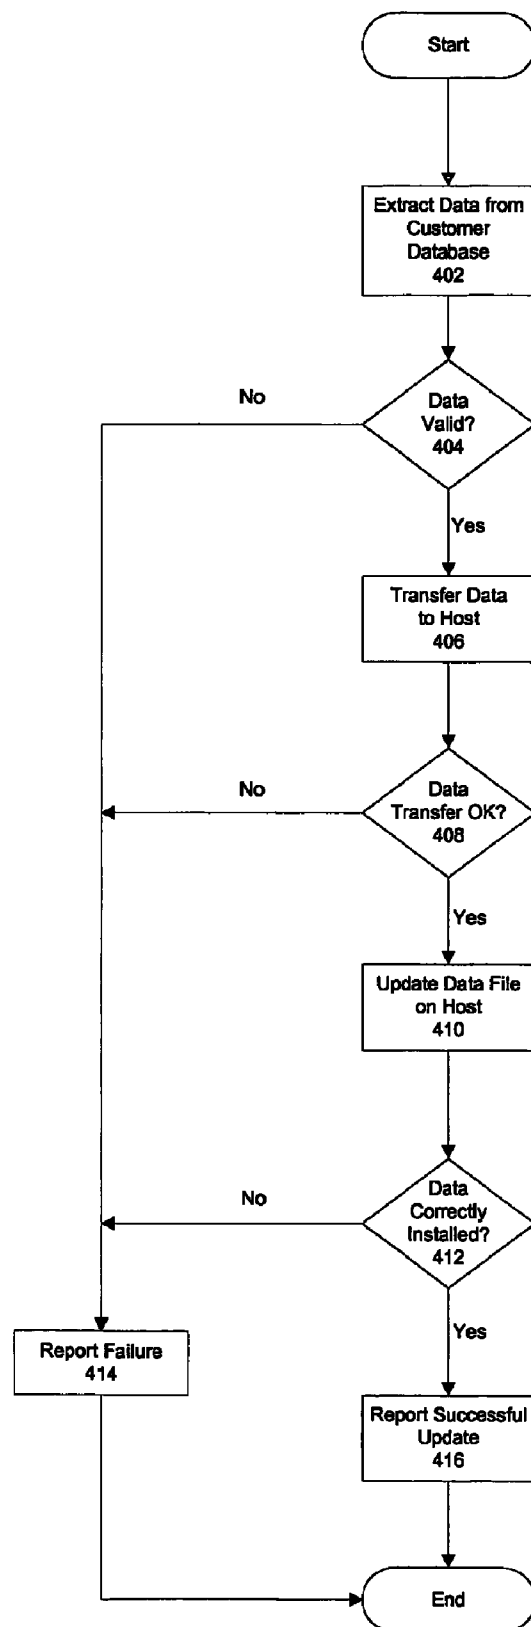 Start
Extract Data from
Customer
Database
402
No
Data
Valid?
404
Yes
Transfer Data
to Host
406
No
Data
Transfer OK?
408
Yes
Update Data File
on Host
410
No
Data
Correctly
Installed?
412
Yes
Report Failure
414
Report Successful
Update
416
End